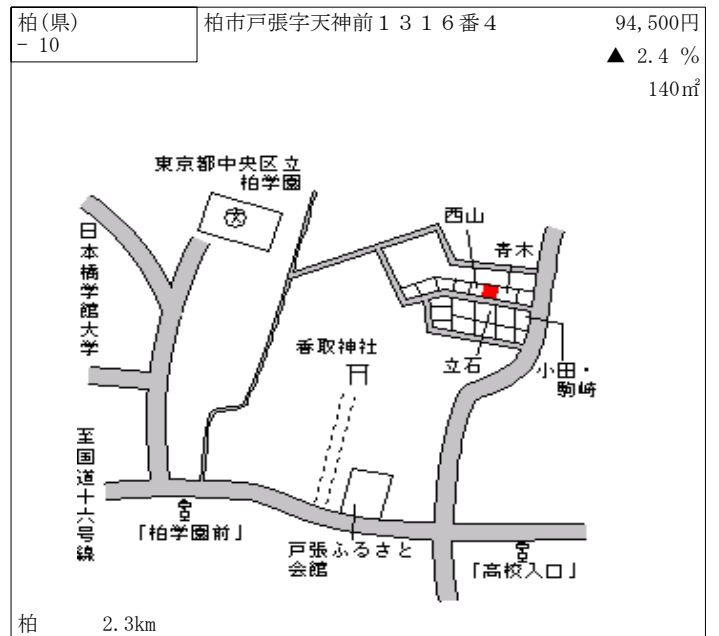 柏(県)
- 10
柏市戸張字天神前１３１６番４
94,500円
▲ 2.4 %
140㎡
東京都中央区立
柏学園
大
日本橋学館大学
西山
青木
香取神社
立石
小田・
駒崎
至国道十六号線
「柏学園前」
戸張ふるさと
会館
「高校入口」
柏 2.3km